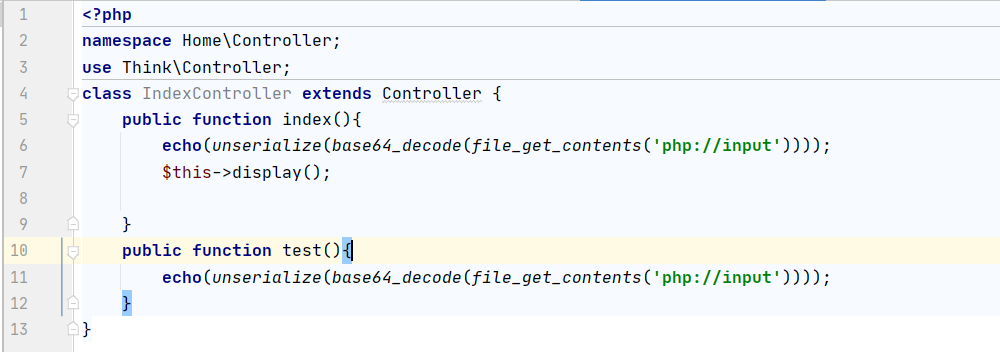 1 <?php
2 namespace Home\Controller;
3 use Think\Controller;
4 class IndexController extends Controller {
5     public function index(){
6         echo(unserialize(base64_decode(file_get_contents('php://input'))));
7         $this->display();
8
9     }
10     public function test(){
11         echo(unserialize(base64_decode(file_get_contents('php://input'))));
12     }
13 }